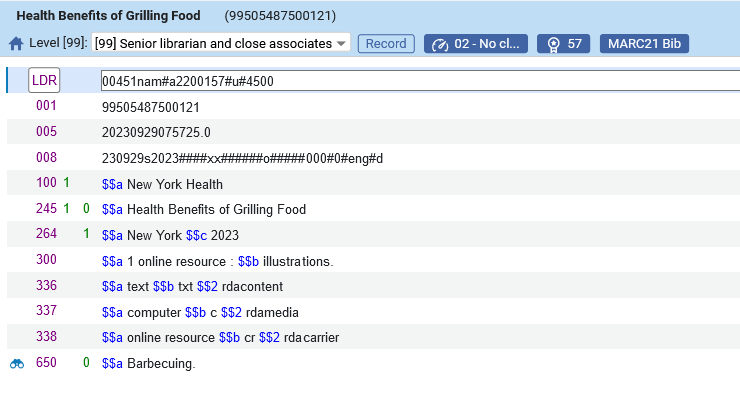 Health Benefits of Grilling Food (99505487500121)
Level [99]: [99] Senior librarian and close associates Record 02 - No cl... 57 MARC21 Bib
LDR 00451nam#a2200157#u#4500
001 99505487500121
005 20230929075725.0
008 230929s2023####xx######o#####000#0#eng#d
100 1 $$a New York Health
245 1 0 $$a Health Benefits of Grilling Food
264 1 $$a New York $$c 2023
300 $$a 1 online resource : $$b illustrations.
336 $$a text $$b txt $$2 rdacontent
337 $$a computer $$b c $$2 rdamedia
338 $$a online resource $$b cr $$2 rdacarrier
650 0 $$a Barbecuing.